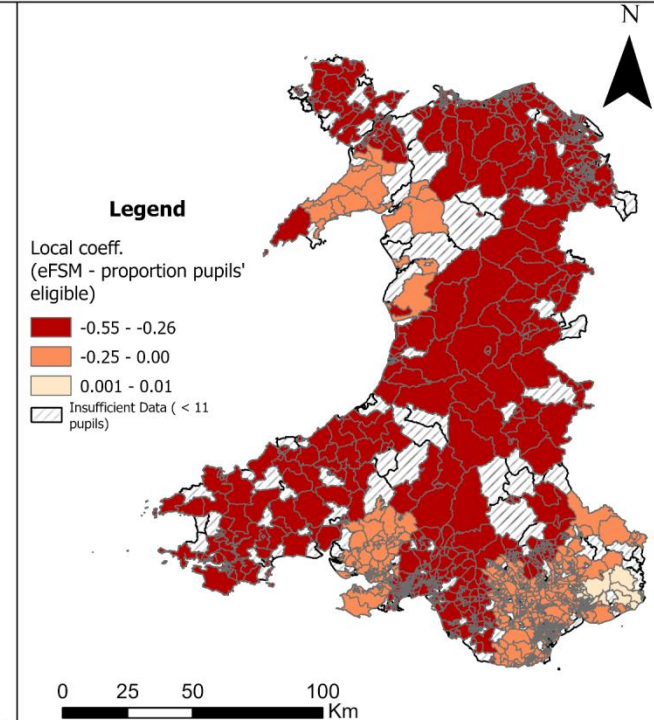 N
Legend
Local coeff.
(eFSM - proportion pupils'
eligible)
-0.55 - -0.26
-0.25 - 0.00
0.001 - 0.01
Insufficient Data ( < 11
pupils)
0 25 50 100
Km